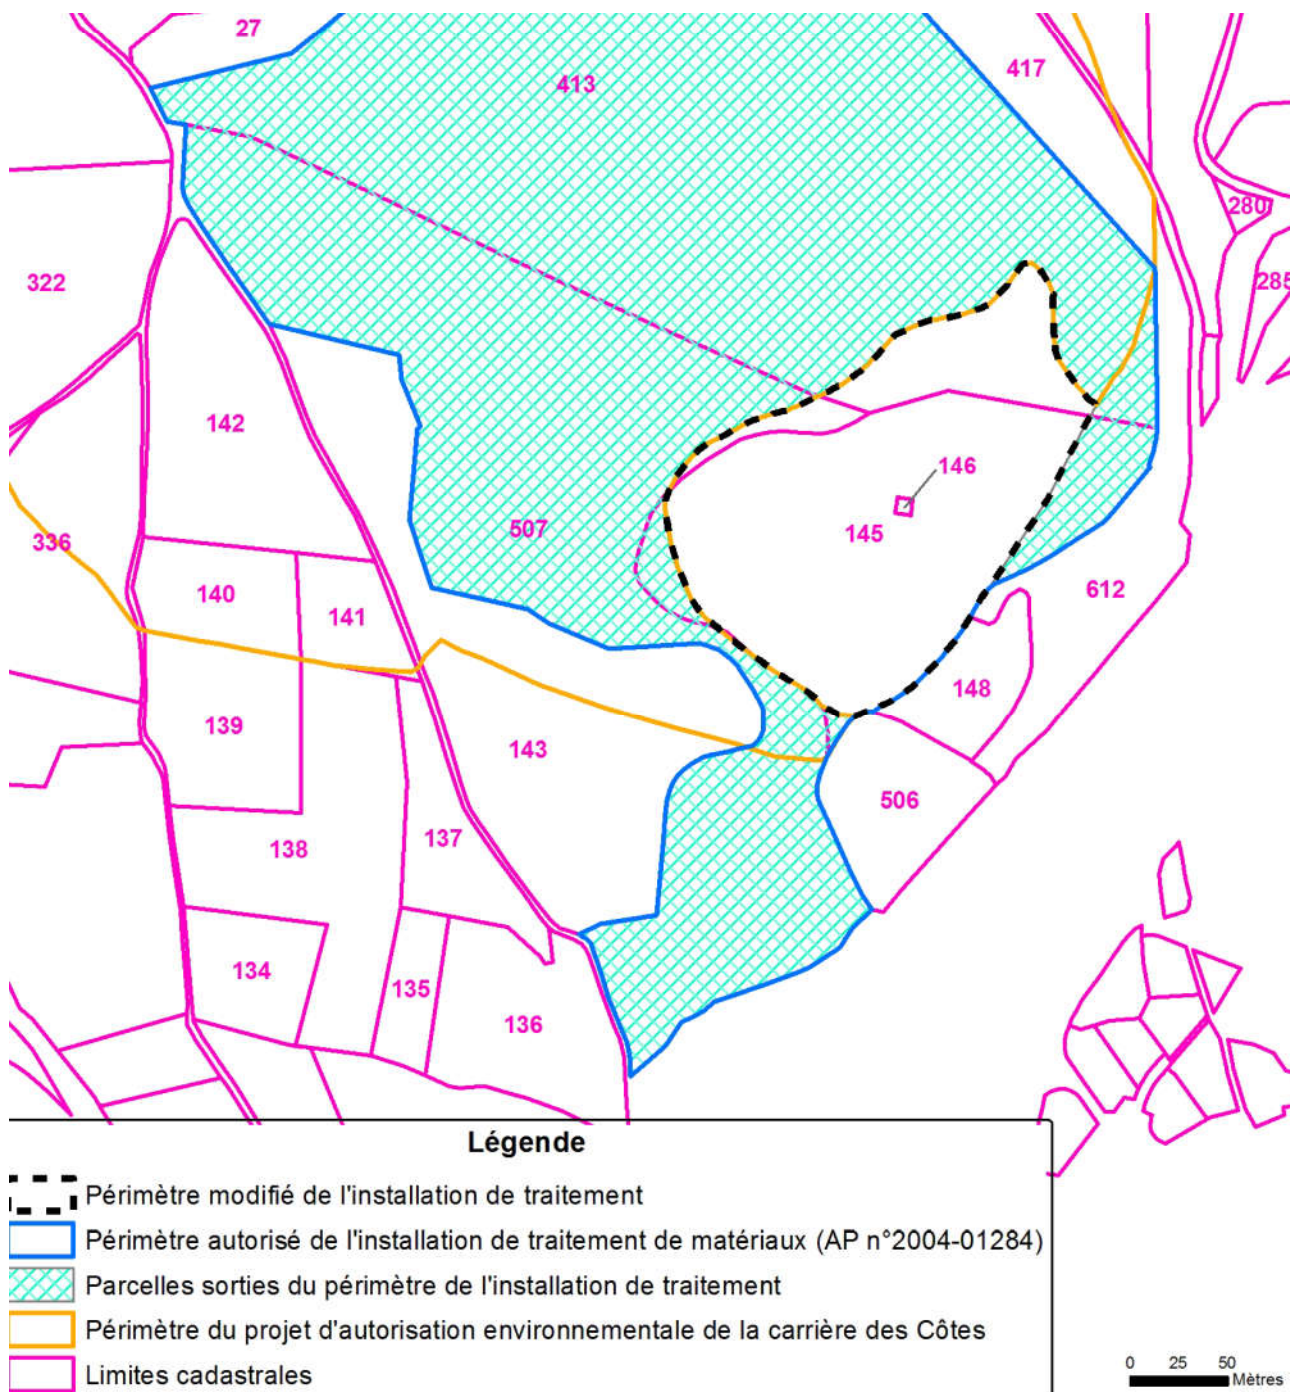 27
413
417
280
322
285
142
146
507
145
336
140
141
612
148
139
143
506
138
137
134
135
136
Légende
Périmètre modifié de l'installation de traitement
Périmètre autorisé de l'installation de traitement de matériaux (AP n°2004-01284)
Parcelles sorties du périmètre de l'installation de traitement
Périmètre du projet d'autorisation environnementale de la carrière des Côtes
Limites cadastrales
0 25 50
Mètres